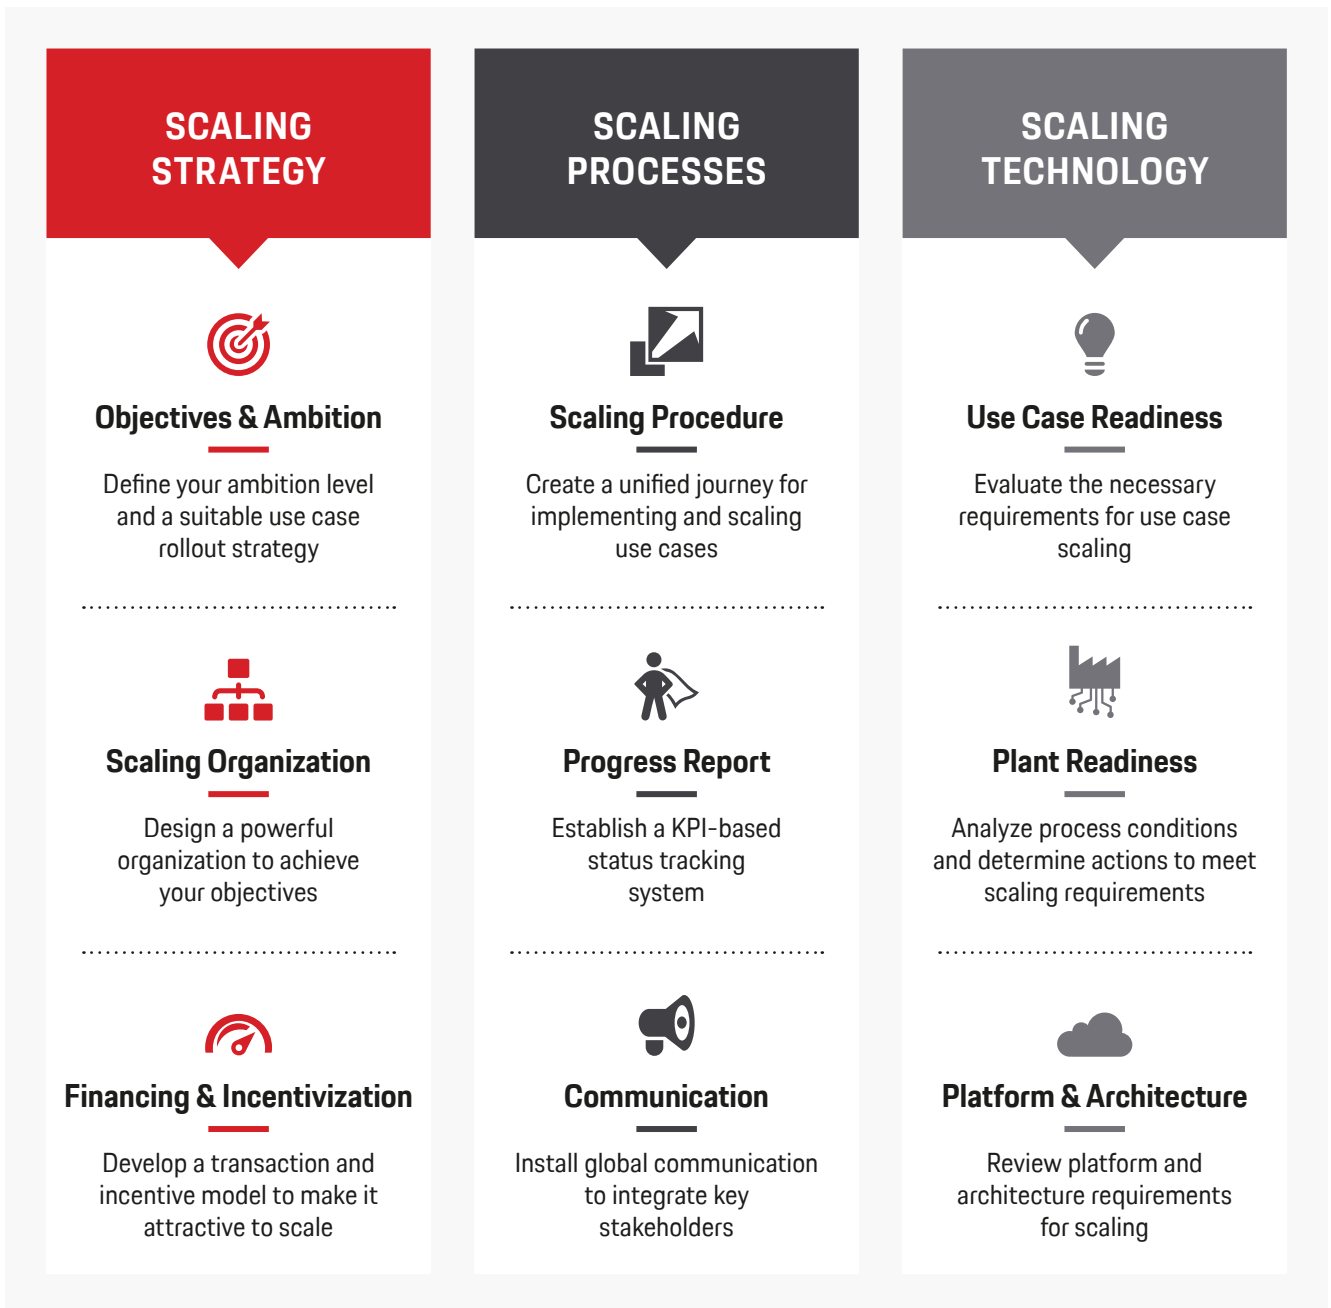 SCALING
STRATEGY
Objectives & Ambition
Define your ambition level
and a suitable use case
rollout strategy
Scaling Organization
Design a powerful
organization to achieve
your objectives
Financing & Incentivization
Develop a transaction and
incentive model to make it
attractive to scale
SCALING
PROCESSES
Scaling Procedure
Create a unified journey for
implementing and scaling
use cases
Progress Report
Establish a KPI-based
status tracking
system
Communication
Install global communication
to integrate key
stakeholders
SCALING
TECHNOLOGY
Use Case Readiness
Evaluate the necessary
requirements for use case
scaling
Plant Readiness
Analyze process conditions
and determine actions to meet
scaling requirements
Platform & Architecture
Review platform and
architecture requirements
for scaling